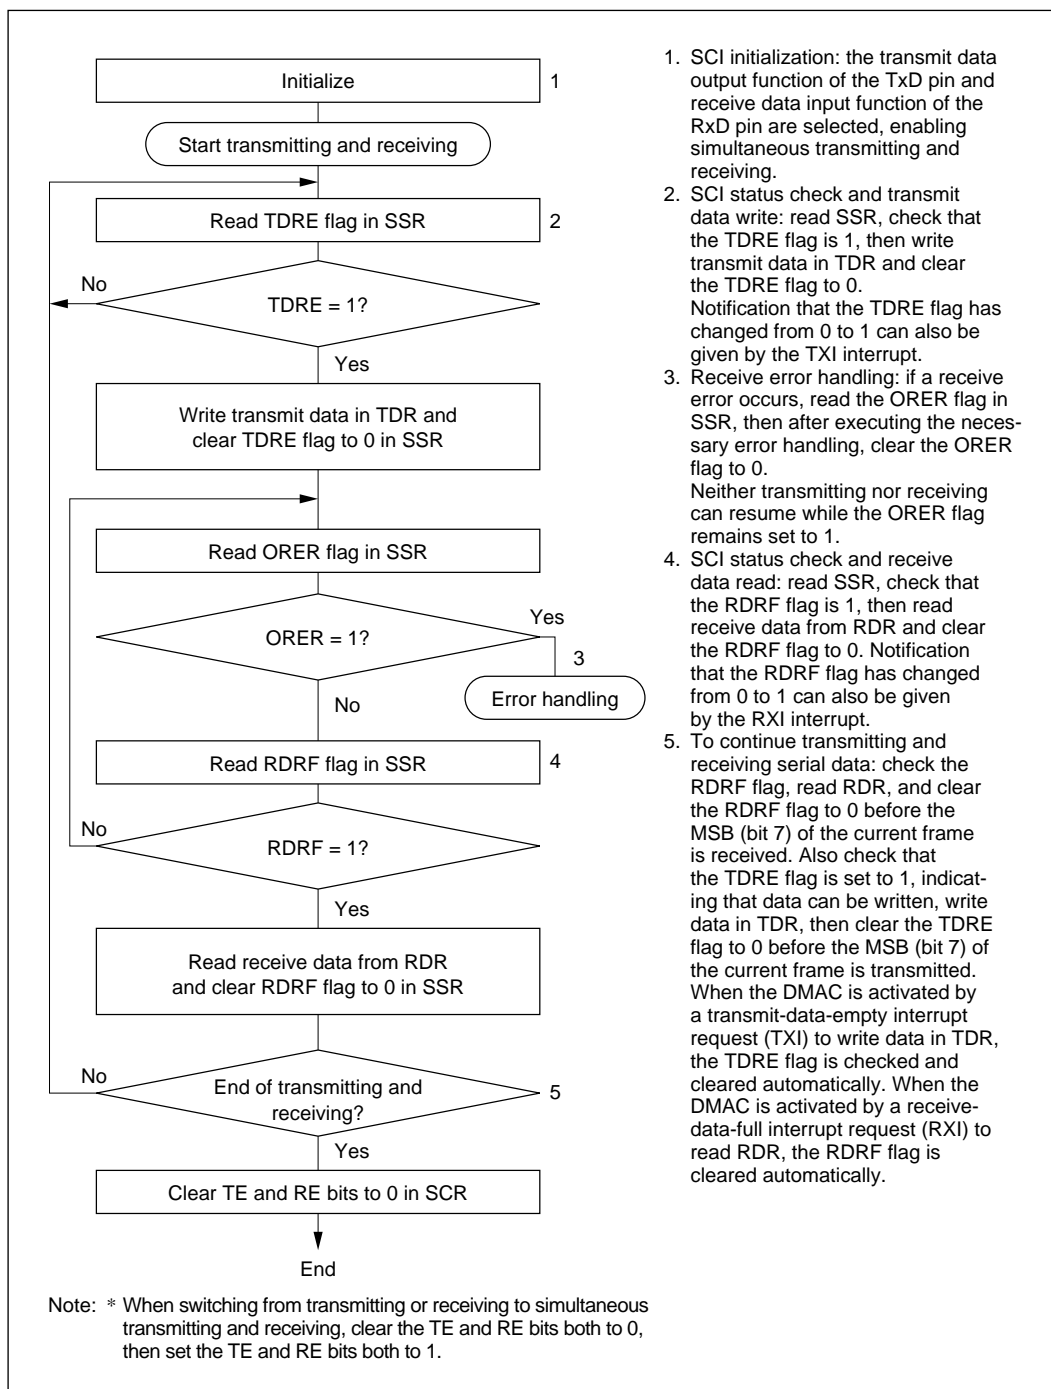 Initialize
1
Start transmitting and receiving
Read TDRE flag in SSR
2
No
TDRE = 1?
Yes
Write transmit data in TDR and
clear TDRE flag to 0 in SSR
Read ORER flag in SSR
Yes
ORER = 1?
3
Error handling
No
Read RDRF flag in SSR
4
No
RDRF = 1?
Yes
Read receive data from RDR
and clear RDRF flag to 0 in SSR
No
End of transmitting and
receiving?
5
Yes
Clear TE and RE bits to 0 in SCR
End
1. SCI initialization: the transmit data
output function of the TxD pin and
receive data input function of the
RxD pin are selected, enabling
simultaneous transmitting and
receiving.
2. SCI status check and transmit
data write: read SSR, check that
the TDRE flag is 1, then write
transmit data in TDR and clear
the TDRE flag to 0.
Notification that the TDRE flag has
changed from 0 to 1 can also be
given by the TXI interrupt.
3. Receive error handling: if a receive
error occurs, read the ORER flag in
SSR, then after executing the neces-
sary error handling, clear the ORER
flag to 0.
Neither transmitting nor receiving
can resume while the ORER flag
remains set to 1.
4. SCI status check and receive
data read: read SSR, check that
the RDRF flag is 1, then read
receive data from RDR and clear
the RDRF flag to 0. Notification
that the RDRF flag has changed
from 0 to 1 can also be given
by the RXI interrupt.
5. To continue transmitting and
receiving serial data: check the
RDRF flag, read RDR, and clear
the RDRF flag to 0 before the
MSB (bit 7) of the current frame
is received. Also check that
the TDRE flag is set to 1, indicat-
ing that data can be written, write
data in TDR, then clear the TDRE
flag to 0 before the MSB (bit 7) of
the current frame is transmitted.
When the DMAC is activated by
a transmit-data-empty interrupt
request (TXI) to write data in TDR,
the TDRE flag is checked and
cleared automatically. When the
DMAC is activated by a receive-
data-full interrupt request (RXI) to
read RDR, the RDRF flag is
cleared automatically.
Note: * When switching from transmitting or receiving to simultaneous
transmitting and receiving, clear the TE and RE bits both to 0,
then set the TE and RE bits both to 1.